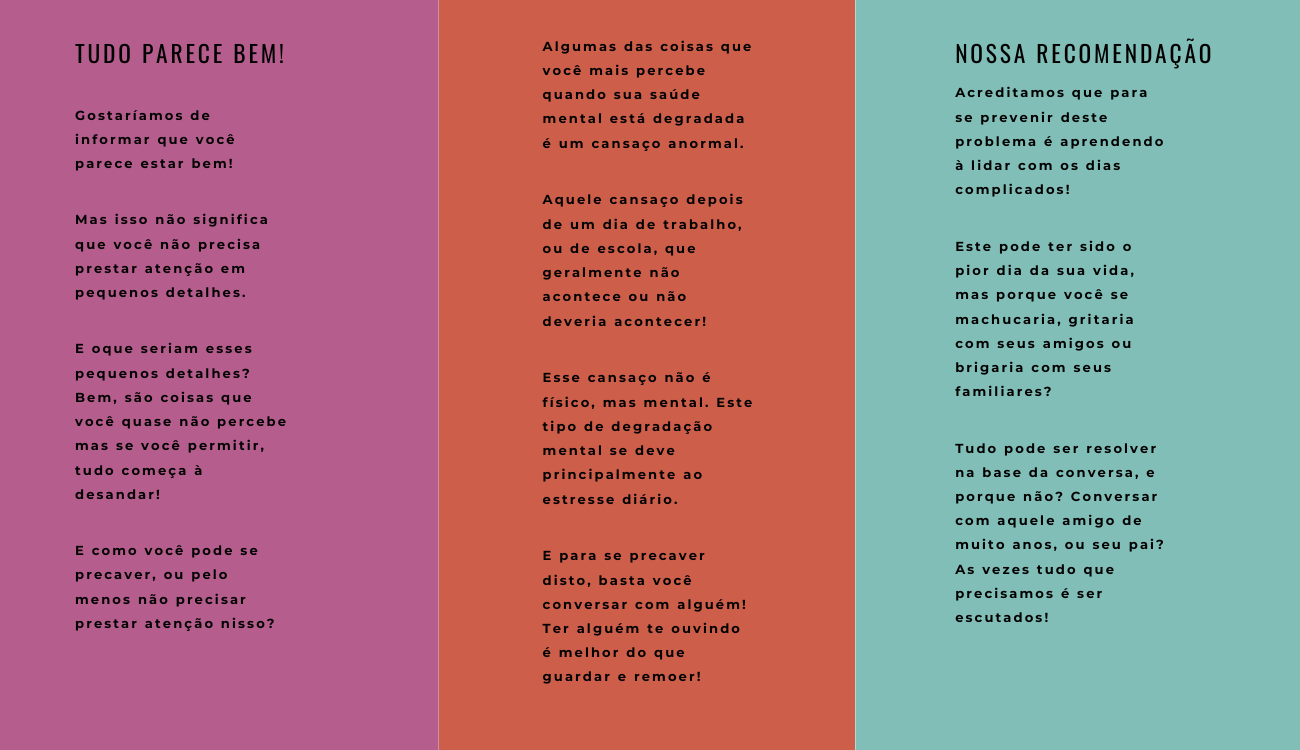 TUDO PARECE BEM!
Gostaríamos de
informar que você
parece estar bem!
Mas isso não significa
que você não precisa
prestar atenção em
pequenos detalhes.
E oque seriam esses
pequenos detalhes?
Bem, são coisas que
você quase não percebe
mas se você permitir,
tudo começa à
desandar!
E como você pode se
precaver, ou pelo
menos não precisar
prestar atenção nisso?
Algumas das coisas que
você mais percebe
quando sua saúde
mental está degradada
é um cansaço anormal.
Aquele cansaço depois
de um dia de trabalho,
ou de escola, que
geralmente não
acontece ou não
deveria acontecer!
Esse cansaço não é
físico, mas mental. Este
tipo de degradação
mental se deve
principalmente ao
estresse diário.
E para se precaver
disto, basta você
conversar com alguém!
Ter alguém te ouvindo
é melhor do que
guardar e remoer!
NOSSA RECOMENDAÇÃO
Acreditamos que para
se prevenir deste
problema é aprendendo
à lidar com os dias
complicados!
Este pode ter sido o
pior dia da sua vida,
mas porque você se
machucaria, gritaria
com seus amigos ou
brigaria com seus
familiares?
Tudo pode ser resolver
na base da conversa, e
porque não? Conversar
com aquele amigo de
muito anos, ou seu pai?
As vezes tudo que
precisamos é ser
escutados!